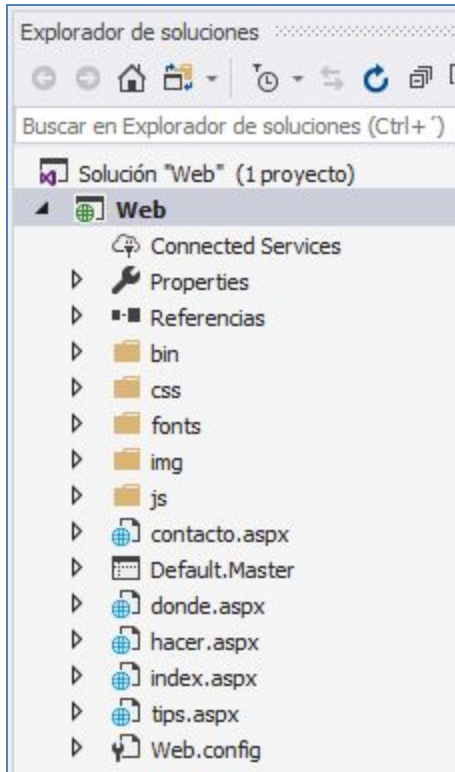 Explorador de soluciones
Buscar en Explorador de soluciones (Ctrl+´)
Solución "Web" (1 proyecto)
Web
Connected Services
Properties
Referencias
bin
css
fonts
img
js
contacto.aspx
Default.Master
donde.aspx
hacer.aspx
index.aspx
tips.aspx
Web.config